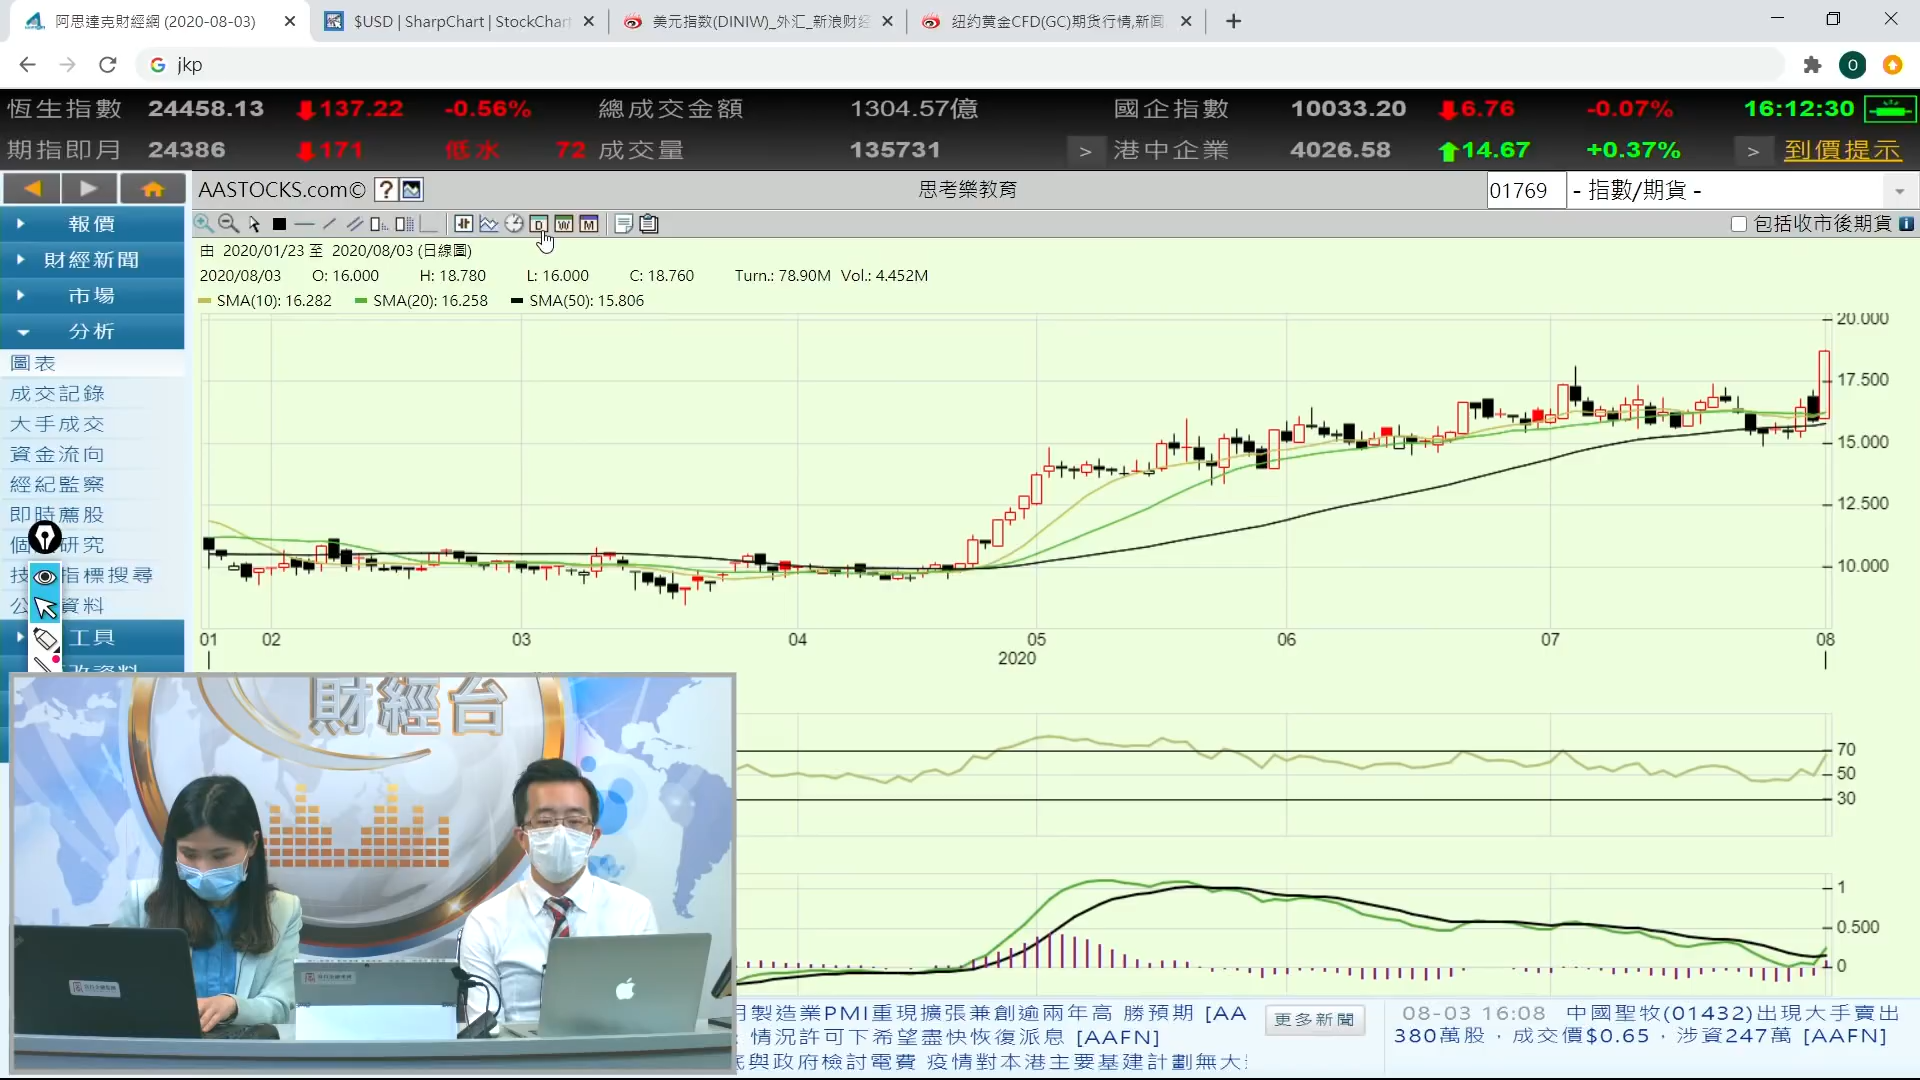 阿思達克財經網 (2020-08-03)
$USD | SharpChart | StockChart
美元指数(DINIW)_外汇_新浪财经
纽约黄金CFD(GC)期货行情,新闻
jkp
O
恆生指數 24458.13 137.22 -0.56% 總成交金額 1304.57億 國企指數 10033.20 6.76 -0.07% 16:12:30
期指即月 24386 171 低水 72 成交量 135731 > 港中企業 4026.58 14.67 +0.37% > 到價提示
AASTOCKS.com© ? 思考樂教育 01769 - 指數/期貨 -
D W M 包括收市後期貨 i
報價
財經新聞
市場
分析
圖表
成交記錄
大手成交
資金流向
經紀監察
即時薦股
個 研究
技 指標搜尋
公 資料
工具
由 2020/01/23 至 2020/08/03 (日線圖)
2020/08/03 O: 16.000 H: 18.780 L: 16.000 C: 18.760 Turn.: 78.90M Vol.: 4.452M
SMA(10): 16.282 SMA(20): 16.258 SMA(50): 15.806
20.000
17.500
15.000
12.500
10.000
01 02 03 04 05 06 07 08
2020
70
50
30
1
0.500
0
財經台
月製造業PMI重現擴張兼創逾兩年高 勝預期 [AA
情況許可下希望盡快恢復派息 [AAFN]
底與政府檢討電費 疫情對本港主要基建計劃無大
更多新聞
08-03 16:08 中國聖牧(01432)出現大手賣出
380萬股，成交價$0.65，涉資247萬 [AAFN]